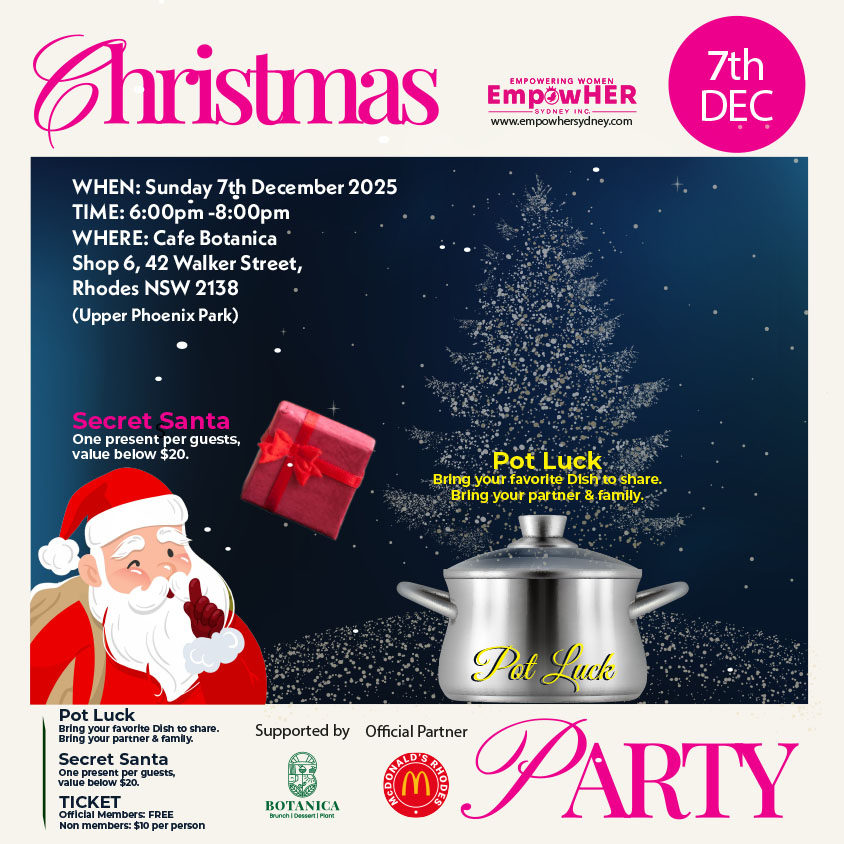 Christmas
EMPOWERING WOMEN
EmpowHER
SYDNEY INC.
www.empowhersydney.com
7th
DEC
WHEN: Sunday 7th December 2025
TIME: 6:00pm -8:00pm
WHERE: Cafe Botanica
Shop 6, 42 Walker Street,
Rhodes NSW 2138
(Upper Phoenix Park)
Secret Santa
One present per guests,
value below $20.
Pot Luck
Bring your favorite Dish to share.
Bring your partner & family.
Pot Luck
Pot Luck
Bring your favorite Dish to share.
Bring your partner & family.
Secret Santa
One present per guests,
value below $20.
TICKET
Official Members: FREE
Non members: $10 per person
Supported by
BOTANICA
Brunch | Dessert | Plant
Official Partner
McDONALD'S RHODES
PARTY